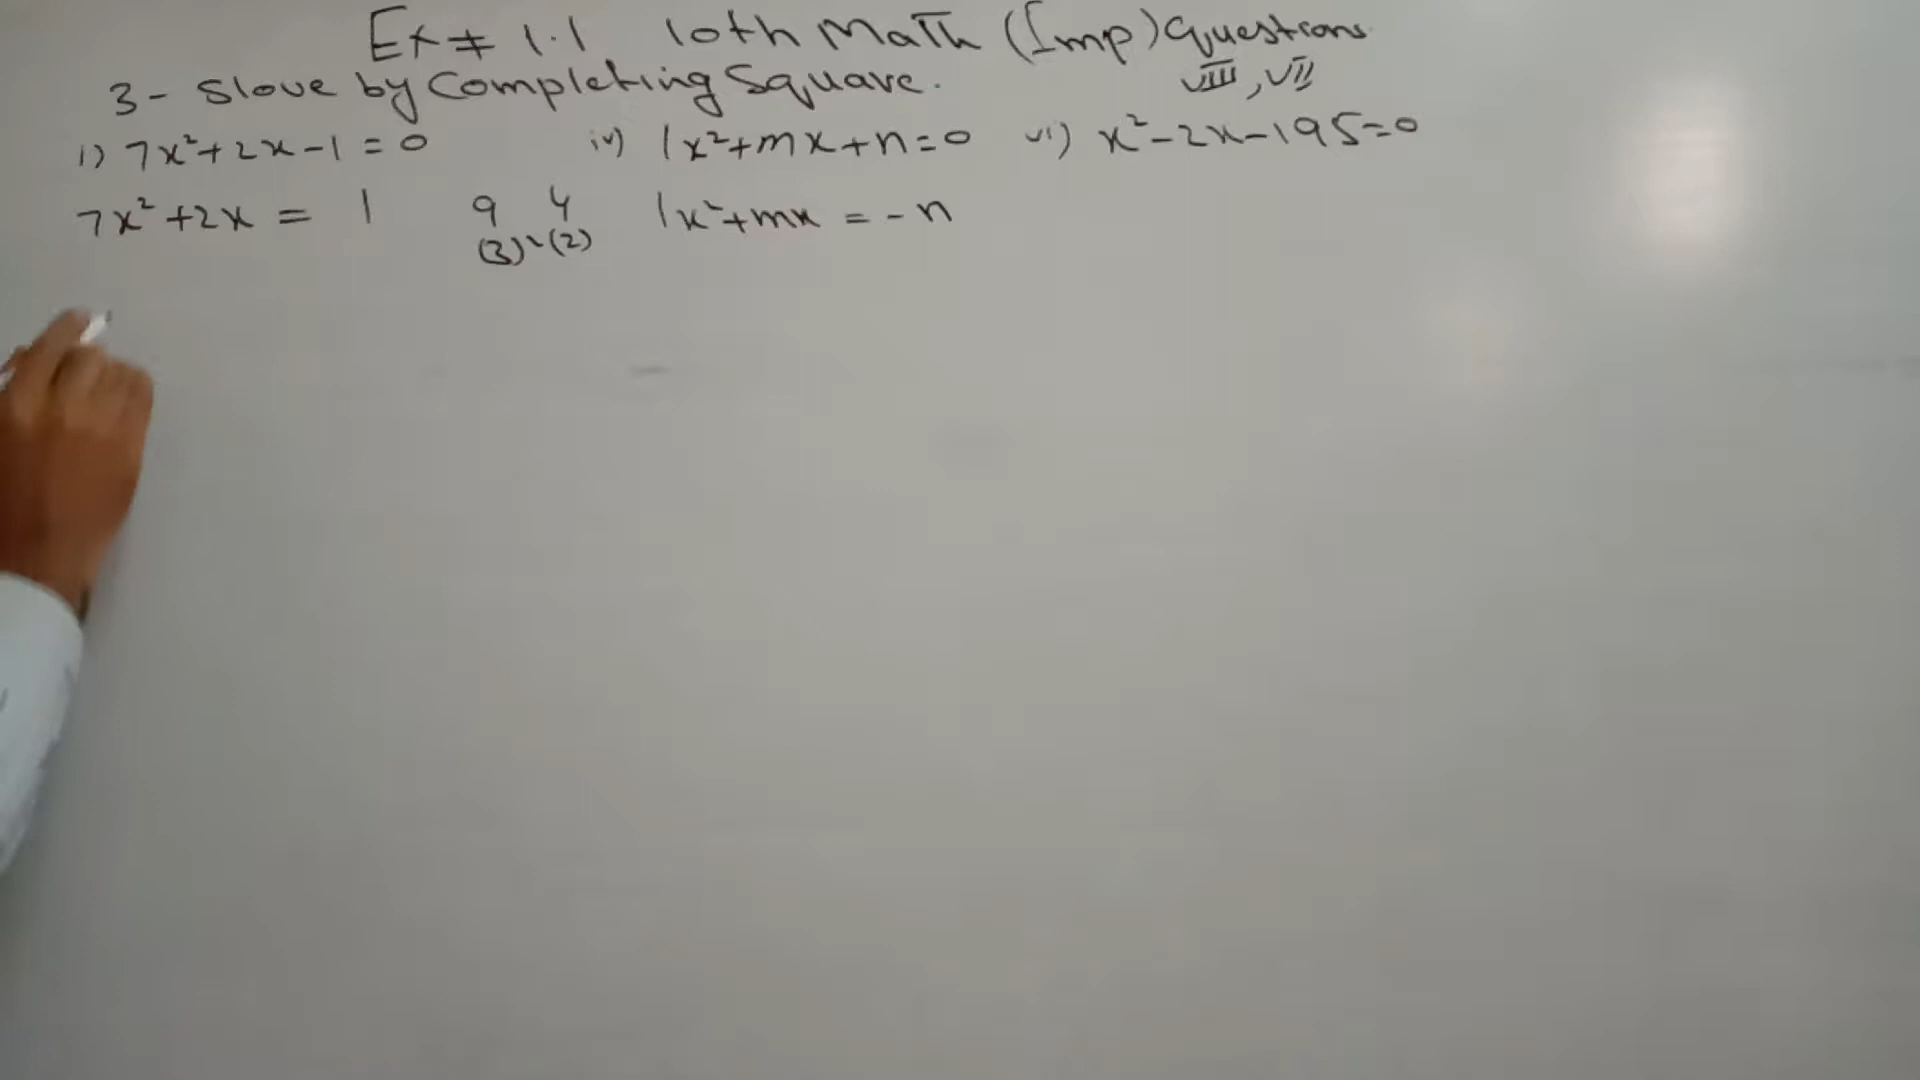 Ex ≠ 1.1 10th Math (Imp) Questions
VIII, VII
3 - Slove by Completing Square.
i) 7x²+2x-1=0 iv) lx²+mx+n=0 vi) x²-2x-195=0
7x²+2x = 1 9 4 lx²+mx = -n
(3)² (2)